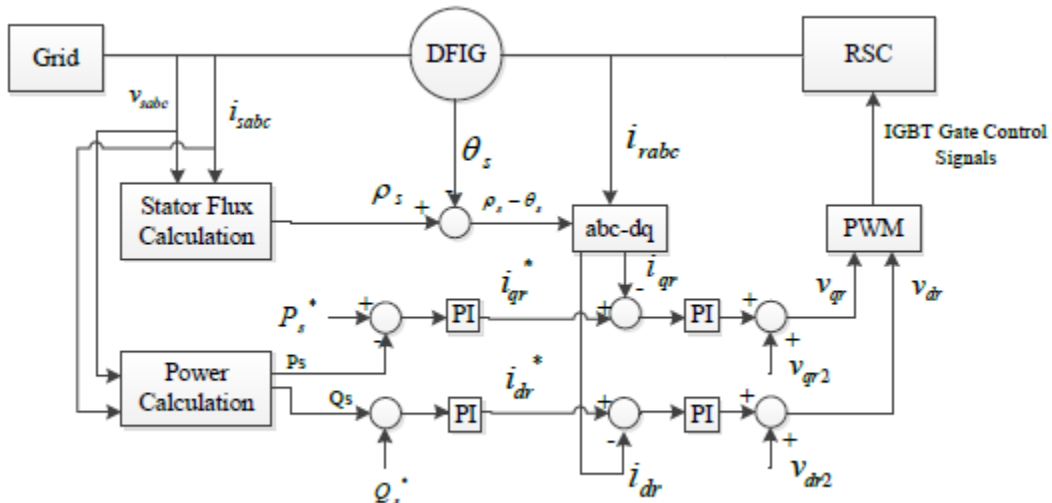 Grid
DFIG
RSC
v_sabc
i_sabc
θ_s
i_rabc
IGBT Gate Control
Signals
Stator Flux
Calculation
ρ_s
+
-
ρ_s - θ_s
abc-dq
PWM
i_qr*
i_qr
-
v_qr
v_dr
P_s*
+
-
PI
+
PI
+
+
v_qr2
Power
Calculation
Ps
Qs
i_dr*
PI
+
-
PI
+
+
v_dr2
Q_s*
i_dr